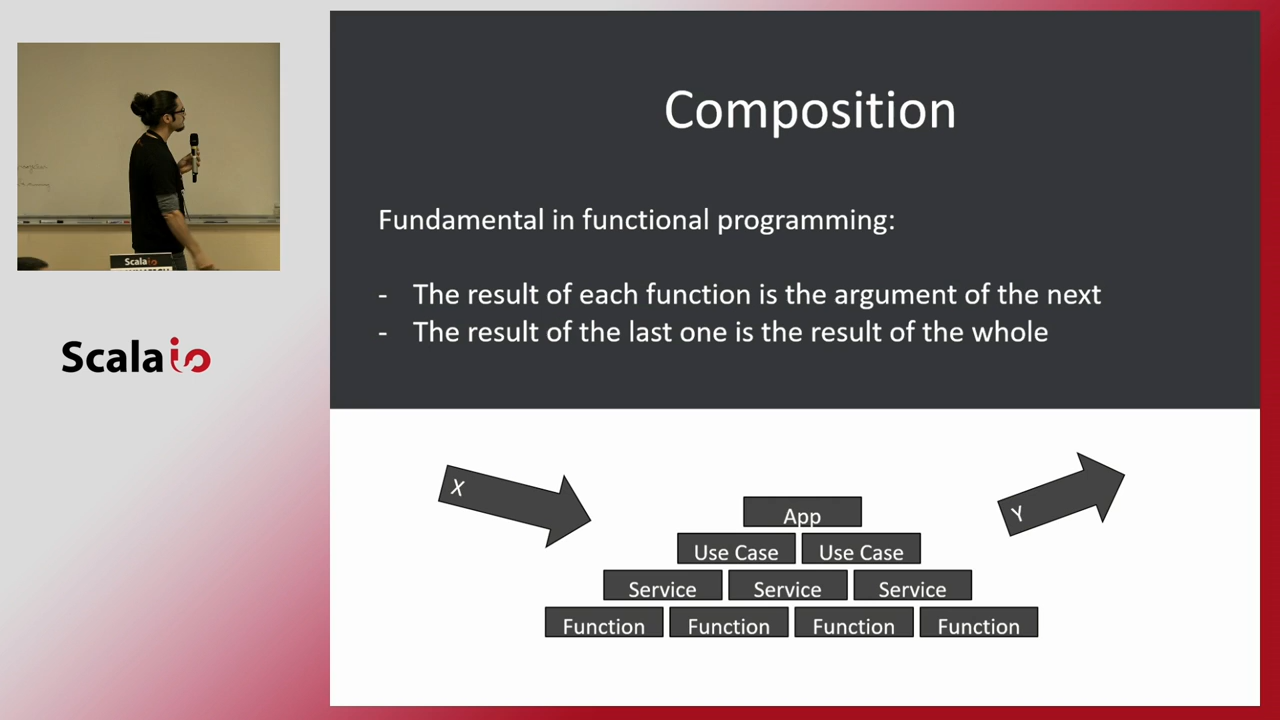 Composition
Fundamental in functional programming:
- The result of each function is the argument of the next
- The result of the last one is the result of the whole
Scalaio
Scalaio
X
Y
App
Use Case Use Case
Service Service Service
Function Function Function Function